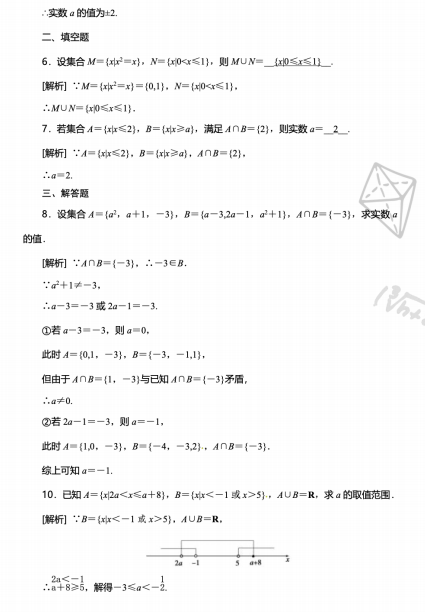 ∴实数 a 的值为±2.
二、填空题
6．设集合 M＝{x|x²＝x}，N＝{x|0<x≤1}，则 M∪N＝__{x|0≤x≤1}__.
[解析] ∵M＝{x|x²＝x}＝{0,1}，N＝{x|0<x≤1}，
∴M∪N＝{x|0≤x≤1}．
7．若集合 A＝{x|x≤2}，B＝{x|x≥a}，满足 A∩B＝{2}，则实数 a＝__2__.
[解析] ∵A＝{x|x≤2}，B＝{x|x≥a}，A∩B＝{2}，
∴a＝2.
三、解答题
8．设集合 A＝{a²，a＋1，－3}，B＝{a－3,2a－1，a²＋1}，A∩B＝{－3}，求实数 a
的值．
[解析] ∵A∩B＝{－3}，∴－3∈B.
∵a²＋1≠－3，
∴a－3＝－3 或 2a－1＝－3.
①若 a－3＝－3，则 a＝0，
此时 A＝{0,1，－3}，B＝{－3，－1,1}，
但由于 A∩B＝{1，－3}与已知 A∩B＝{－3}矛盾，
∴a≠0.
②若 2a－1＝－3，则 a＝－1，
此时 A＝{1,0，－3}，B＝{－4，－3,2}，A∩B＝{－3}．
综上可知 a＝－1.
10．已知 A＝{x|2a<x≤a＋8}，B＝{x|x<－1 或 x>5}，A∪B＝R，求 a 的取值范围．
[解析] ∵B＝{x|x<－1 或 x>5}，A∪B＝R，
2a －1 5 a+8 x
2a<－1 1
∴a＋8≥5，解得－3≤a<－2.